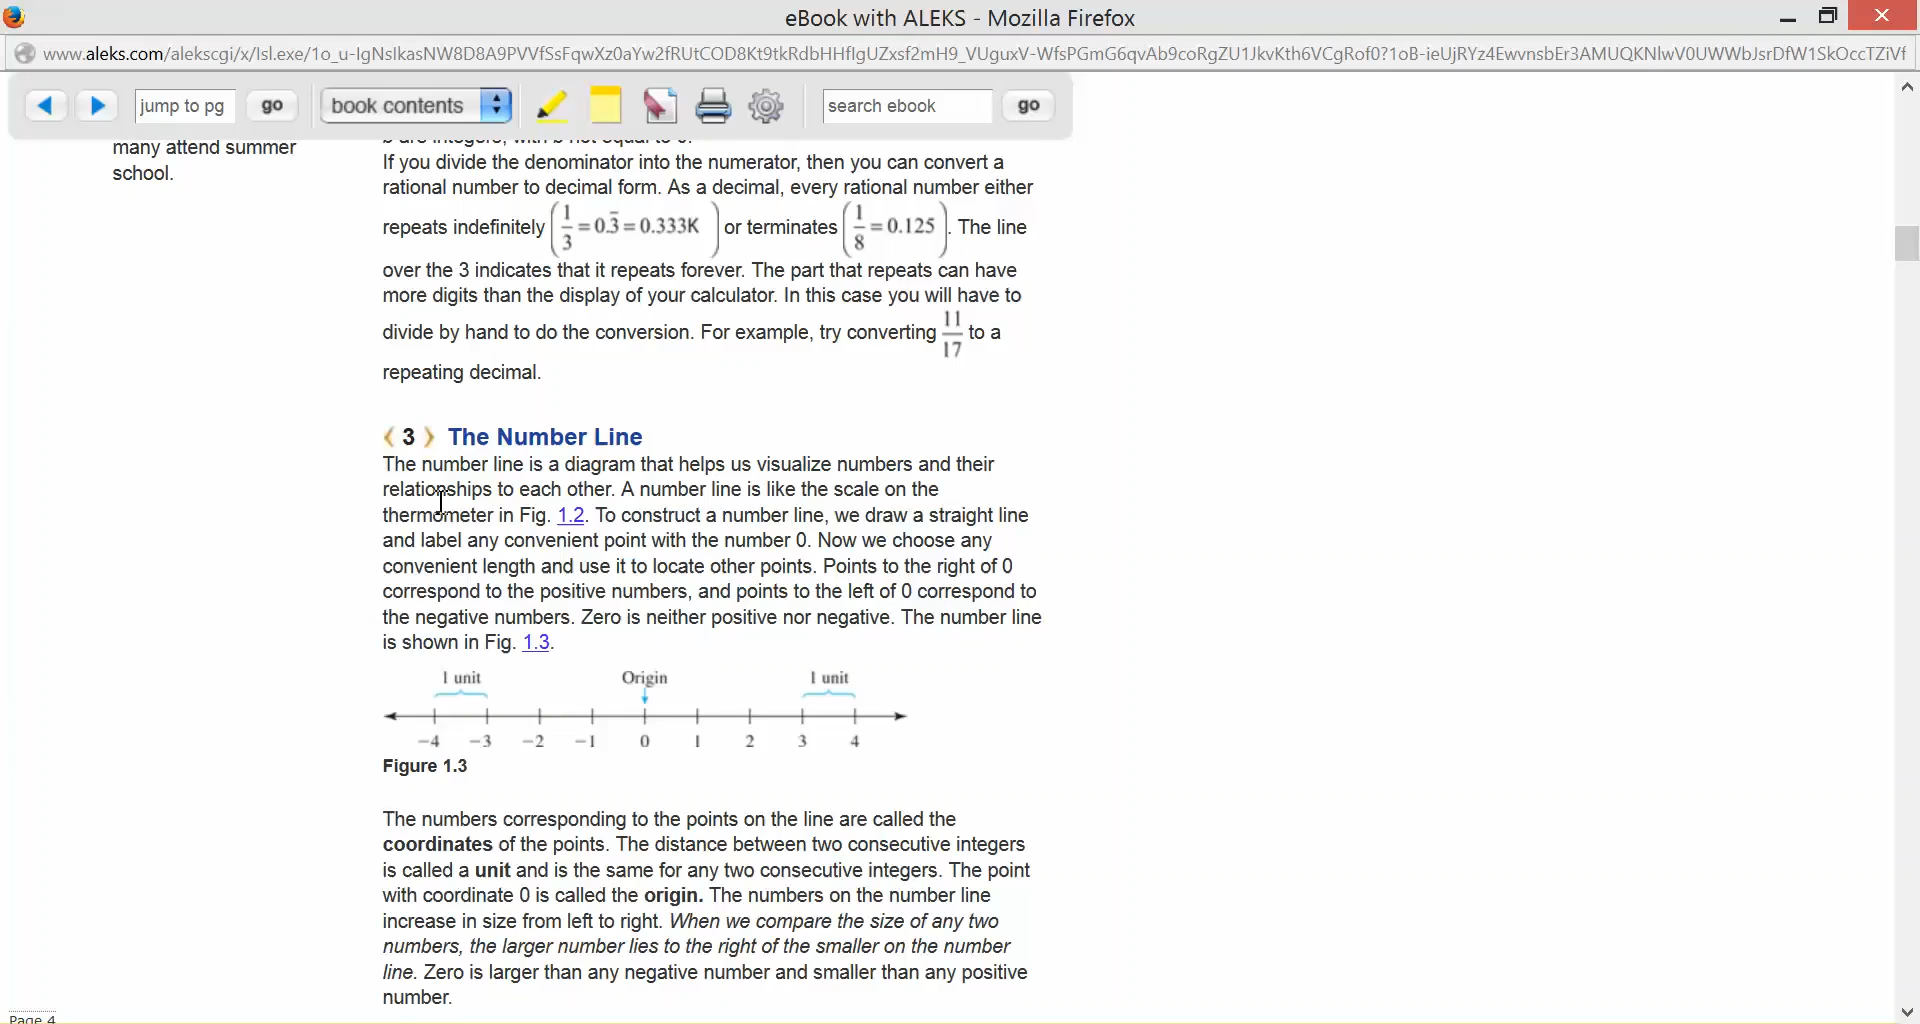 eBook with ALEKS - Mozilla Firefox
www.aleks.com/alekscgi/x/Isl.exe/1o_u-IgNsIkasNW8D8A9PVVfSsFqwXz0aYw2fRUtCOD8Kt9tkRdbHHflgUZxsf2mH9_VUguxV-WfsPGmG6qvAb9coRgZU1JkvKth6VCgRof0?1oB-ieUjRYz4EwvnsbEr3AMUQKNlwV0UWWbJsrDfW1SkOccTZiVf
jump to pg go book contents search ebook go
many attend summer
school.
b are integers, with b not equal to 0.
If you divide the denominator into the numerator, then you can convert a
rational number to decimal form. As a decimal, every rational number either
repeats indefinitely (1/3 = 0.3̅ = 0.333K) or terminates (1/8 = 0.125). The line
over the 3 indicates that it repeats forever. The part that repeats can have
more digits than the display of your calculator. In this case you will have to
divide by hand to do the conversion. For example, try converting 11/17 to a
repeating decimal.
⟨3⟩ The Number Line
The number line is a diagram that helps us visualize numbers and their
relationships to each other. A number line is like the scale on the
thermometer in Fig. 1.2. To construct a number line, we draw a straight line
and label any convenient point with the number 0. Now we choose any
convenient length and use it to locate other points. Points to the right of 0
correspond to the positive numbers, and points to the left of 0 correspond to
the negative numbers. Zero is neither positive nor negative. The number line
is shown in Fig. 1.3.
1 unit Origin 1 unit
−4 −3 −2 −1 0 1 2 3 4
Figure 1.3
The numbers corresponding to the points on the line are called the
coordinates of the points. The distance between two consecutive integers
is called a unit and is the same for any two consecutive integers. The point
with coordinate 0 is called the origin. The numbers on the number line
increase in size from left to right. When we compare the size of any two
numbers, the larger number lies to the right of the smaller on the number
line. Zero is larger than any negative number and smaller than any positive
number.
Page 4